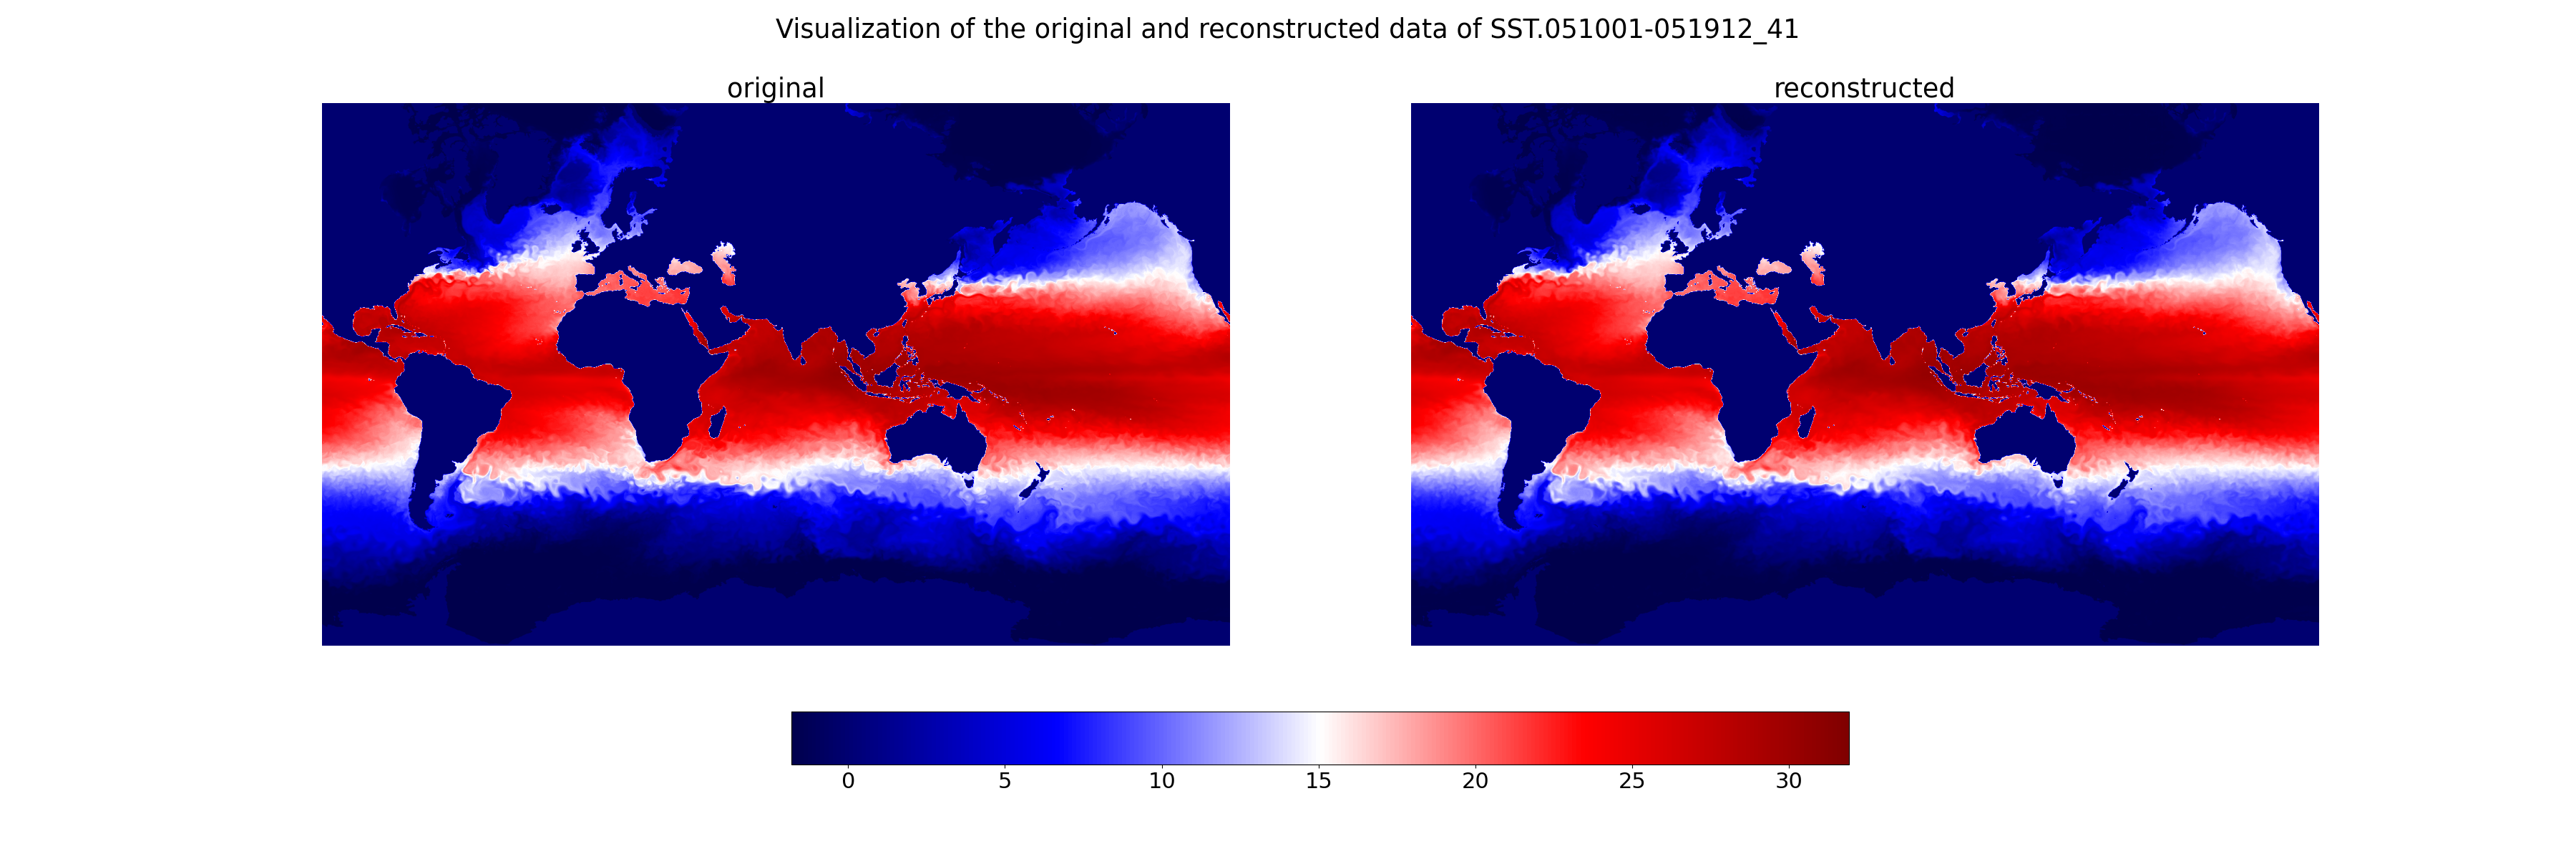 Visualization of the original and reconstructed data of SST.051001-051912_41
original
reconstructed
0 5 10 15 20 25 30